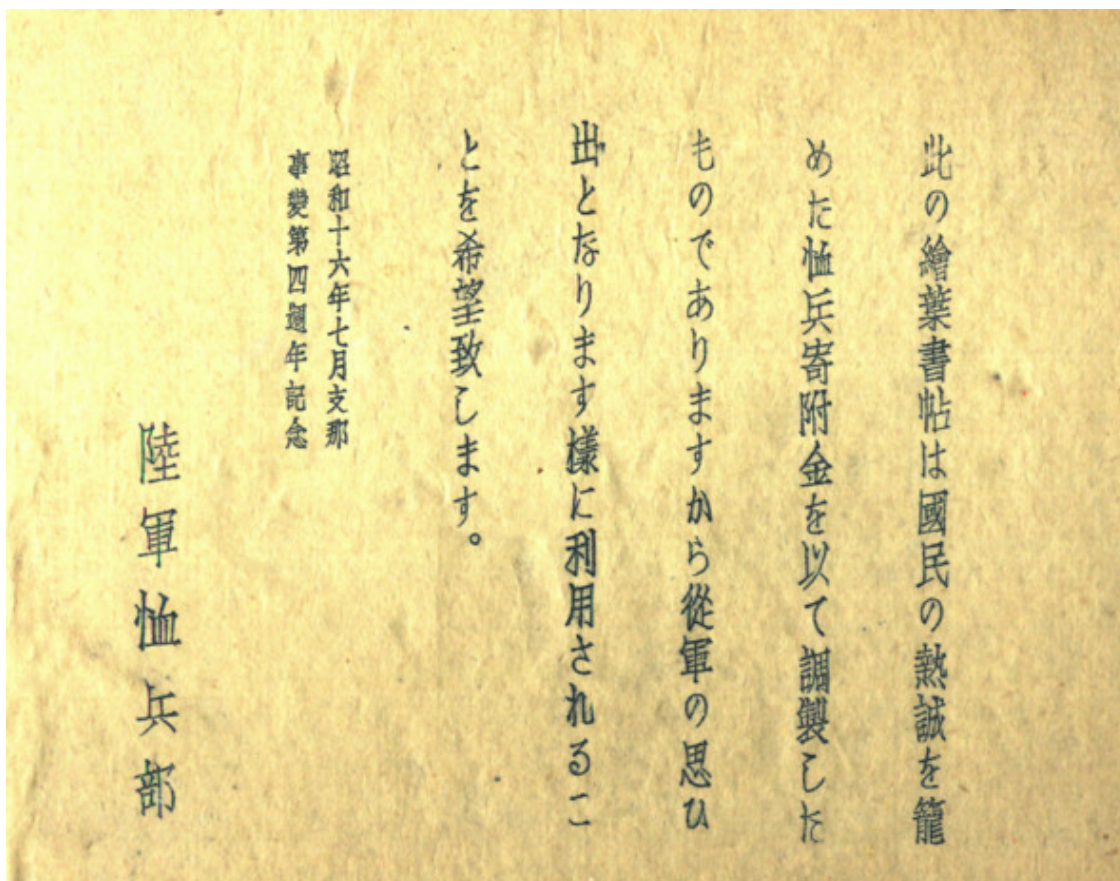 此の繪葉書帖は國民の熱誠を籠
めた恤兵寄附金を以て調製した
ものでありますから從軍の思ひ
出となります樣に利用されるこ
とを希望致します。
昭和十六年七月支那
事變第四週年記念
陸軍恤兵部